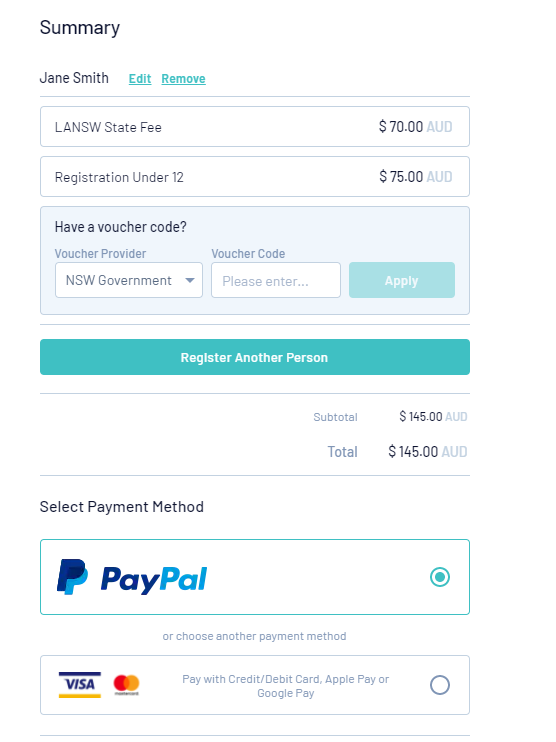 Summary
Jane Smith Edit Remove
LANSW State Fee $ 70.00 AUD
Registration Under 12 $ 75.00 AUD
Have a voucher code?
Voucher Provider Voucher Code
NSW Government Please enter... Apply
Register Another Person
Subtotal $ 145.00 AUD
Total $ 145.00 AUD
Select Payment Method
PayPal
or choose another payment method
VISA mastercard Pay with Credit/Debit Card, Apple Pay or
Google Pay